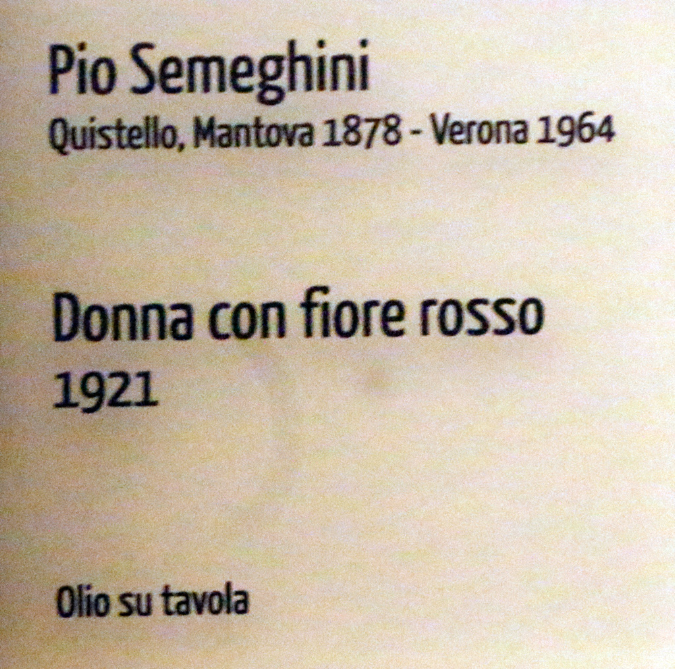 Pio Semeghini
Quistello, Mantova 1878 - Verona 1964
Donna con fiore rosso
1921
Olio su tavola